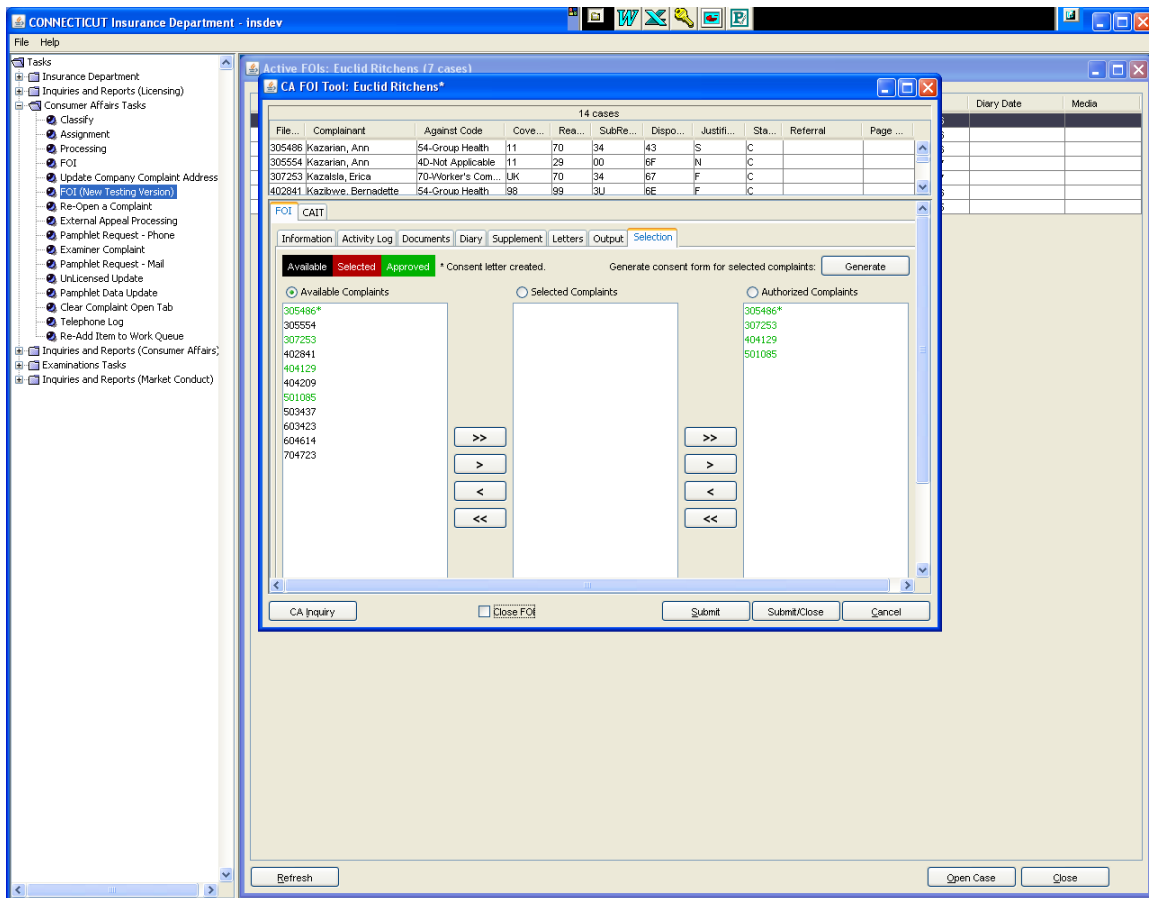 CONNECTICUT Insurance Department - insdev
File Help
Tasks
Insurance Department
Inquiries and Reports (Licensing)
Consumer Affairs Tasks
Classify
Assignment
Processing
FOI
Update Company Complaint Address
FOI (New Testing Version)
Re-Open a Complaint
External Appeal Processing
Pamphlet Request - Phone
Examiner Complaint
Pamphlet Request - Mail
UnLicensed Update
Pamphlet Data Update
Clear Complaint Open Tab
Telephone Log
Re-Add Item to Work Queue
Inquiries and Reports (Consumer Affairs)
Examinations Tasks
Inquiries and Reports (Market Conduct)
Active FOIs: Euclid Ritchens (7 cases)
Diary Date Media
CA FOI Tool: Euclid Ritchens*
14 cases
File... Complainant Against Code Cove... Rea... SubRe... Dispo... Justifi... Sta... Referral Page ...
305486 Kazarian, Ann 54-Group Health 11 70 34 43 S C
305554 Kazarian, Ann 4D-Not Applicable 11 29 00 6F N C
307253 Kazalsla, Erica 70-Worker's Com... UK 70 34 67 F C
402841 Kazibwe, Bernadette 54-Group Health 98 99 3U 6E F C
FOI CAIT
Information Activity Log Documents Diary Supplement Letters Output Selection
Available Selected Approved * Consent letter created. Generate consent form for selected complaints: Generate
Available Complaints Selected Complaints Authorized Complaints
305486* 305486*
305554 307253
307253 404129
402841 501085
404129
404209
501085
503437
603423
604614
704723
>> >>
> >
< <
<< <<
CA Inquiry Close FOI Submit Submit/Close Cancel
Refresh Open Case Close